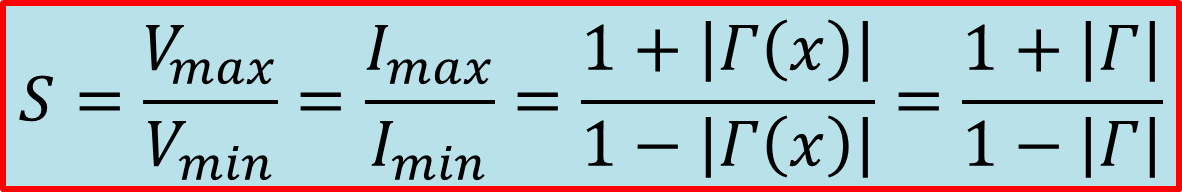 S = V_max / V_min = I_max / I_min = (1 + |Γ(x)|) / (1 − |Γ(x)|) = (1 + |Γ|) / (1 − |Γ|)